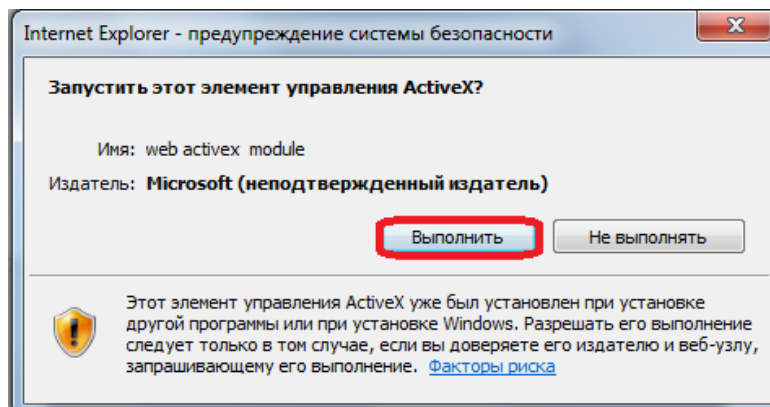 Internet Explorer - предупреждение системы безопасности
Запустить этот элемент управления ActiveX?
Имя: web activex module
Издатель: Microsoft (неподтвержденный издатель)
Выполнить Не выполнять
Этот элемент управления ActiveX уже был установлен при установке
другой программы или при установке Windows. Разрешать его выполнение
следует только в том случае, если вы доверяете его издателю и веб-узлу,
запрашивающему его выполнение. Факторы риска